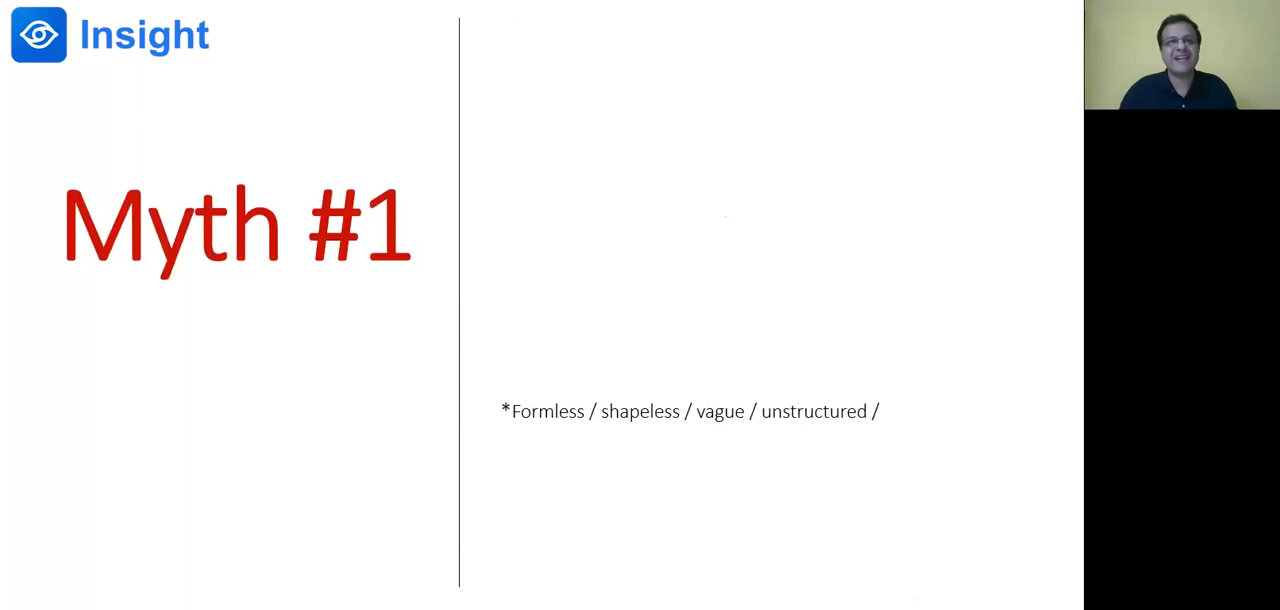 Insight
Myth #1
*Formless / shapeless / vague / unstructured /